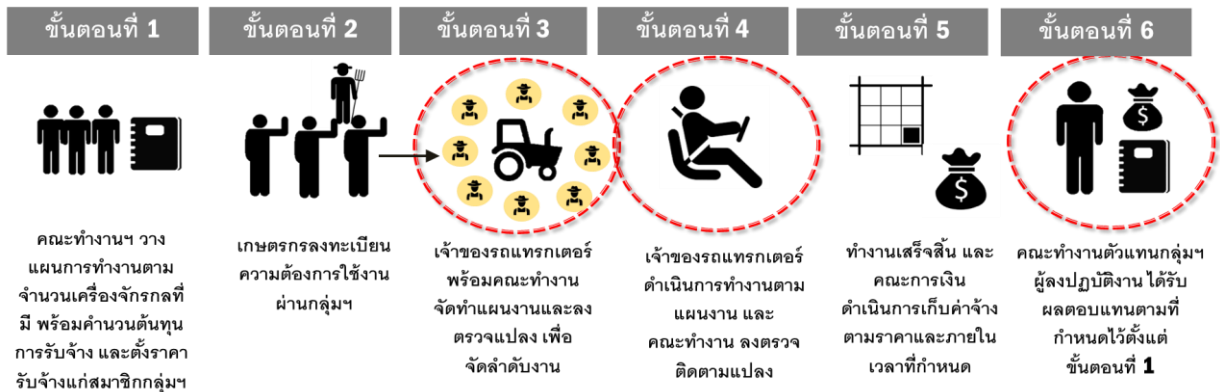 ขั้นตอนที่ 1
คณะทำงานฯ วาง
แผนการทำงานตาม
จำนวนเครื่องจักรกลที่
มี พร้อมคำนวนต้นทุน
การรับจ้าง และตั้งราคา
รับจ้างแก่สมาชิกกลุ่มฯ
ขั้นตอนที่ 2
เกษตรกรลงทะเบียน
ความต้องการใช้งาน
ผ่านกลุ่มฯ
ขั้นตอนที่ 3
เจ้าของรถแทรกเตอร์
พร้อมคณะทำงาน
จัดทำแผนงานและลง
ตรวจแปลง เพื่อ
จัดลำดับงาน
ขั้นตอนที่ 4
เจ้าของรถแทรกเตอร์
ดำเนินการทำงานตาม
แผนงาน และ
คณะทำงาน ลงตรวจ
ติดตามแปลง
ขั้นตอนที่ 5
$
ทำงานเสร็จสิ้น และ
คณะการเงิน
ดำเนินการเก็บค่าจ้าง
ตามราคาและภายใน
เวลาที่กำหนด
ขั้นตอนที่ 6
$
คณะทำงานตัวแทนกลุ่มฯ
ผู้ลงปฏิบัติงาน ได้รับ
ผลตอบแทนตามที่
กำหนดไว้ตั้งแต่
ขั้นตอนที่ 1